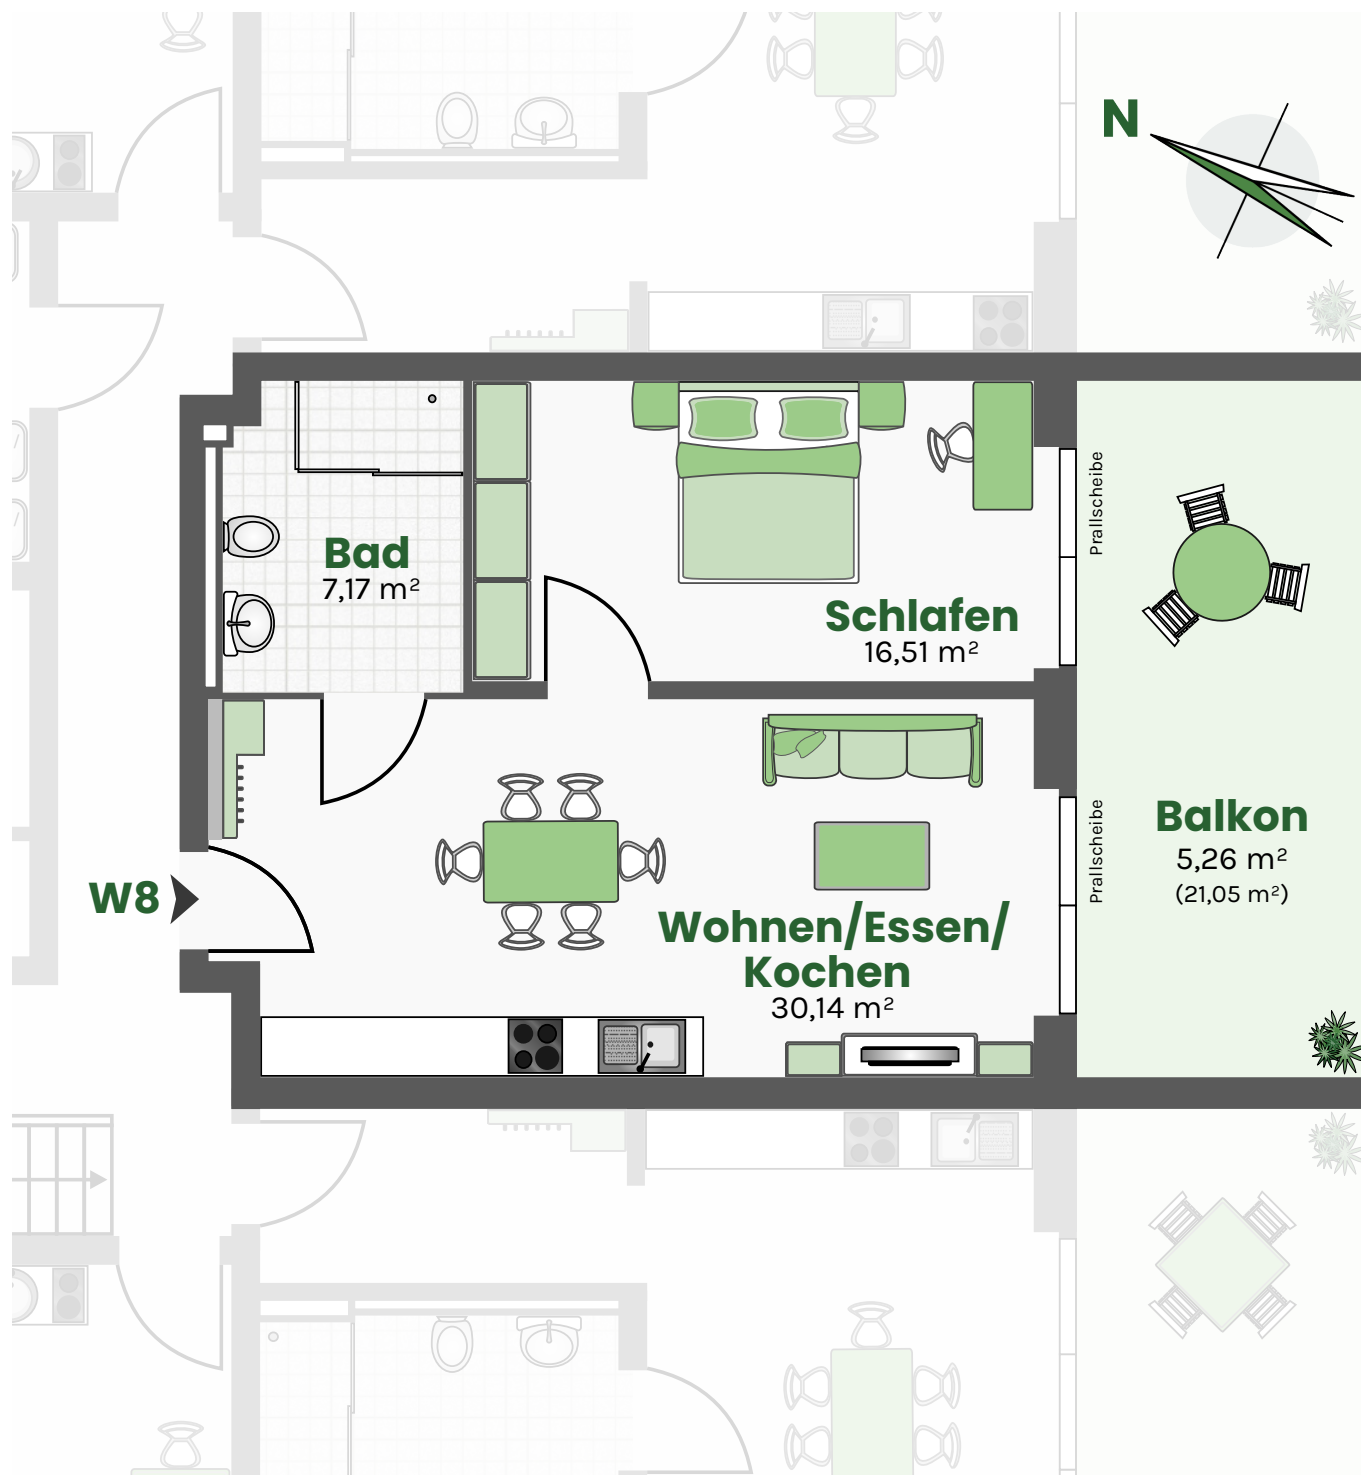 N
Prallscheibe
Bad
7,17 m²
Schlafen
16,51 m²
Prallscheibe
Balkon
5,26 m²
(21,05 m²)
W8
Wohnen/Essen/
Kochen
30,14 m²